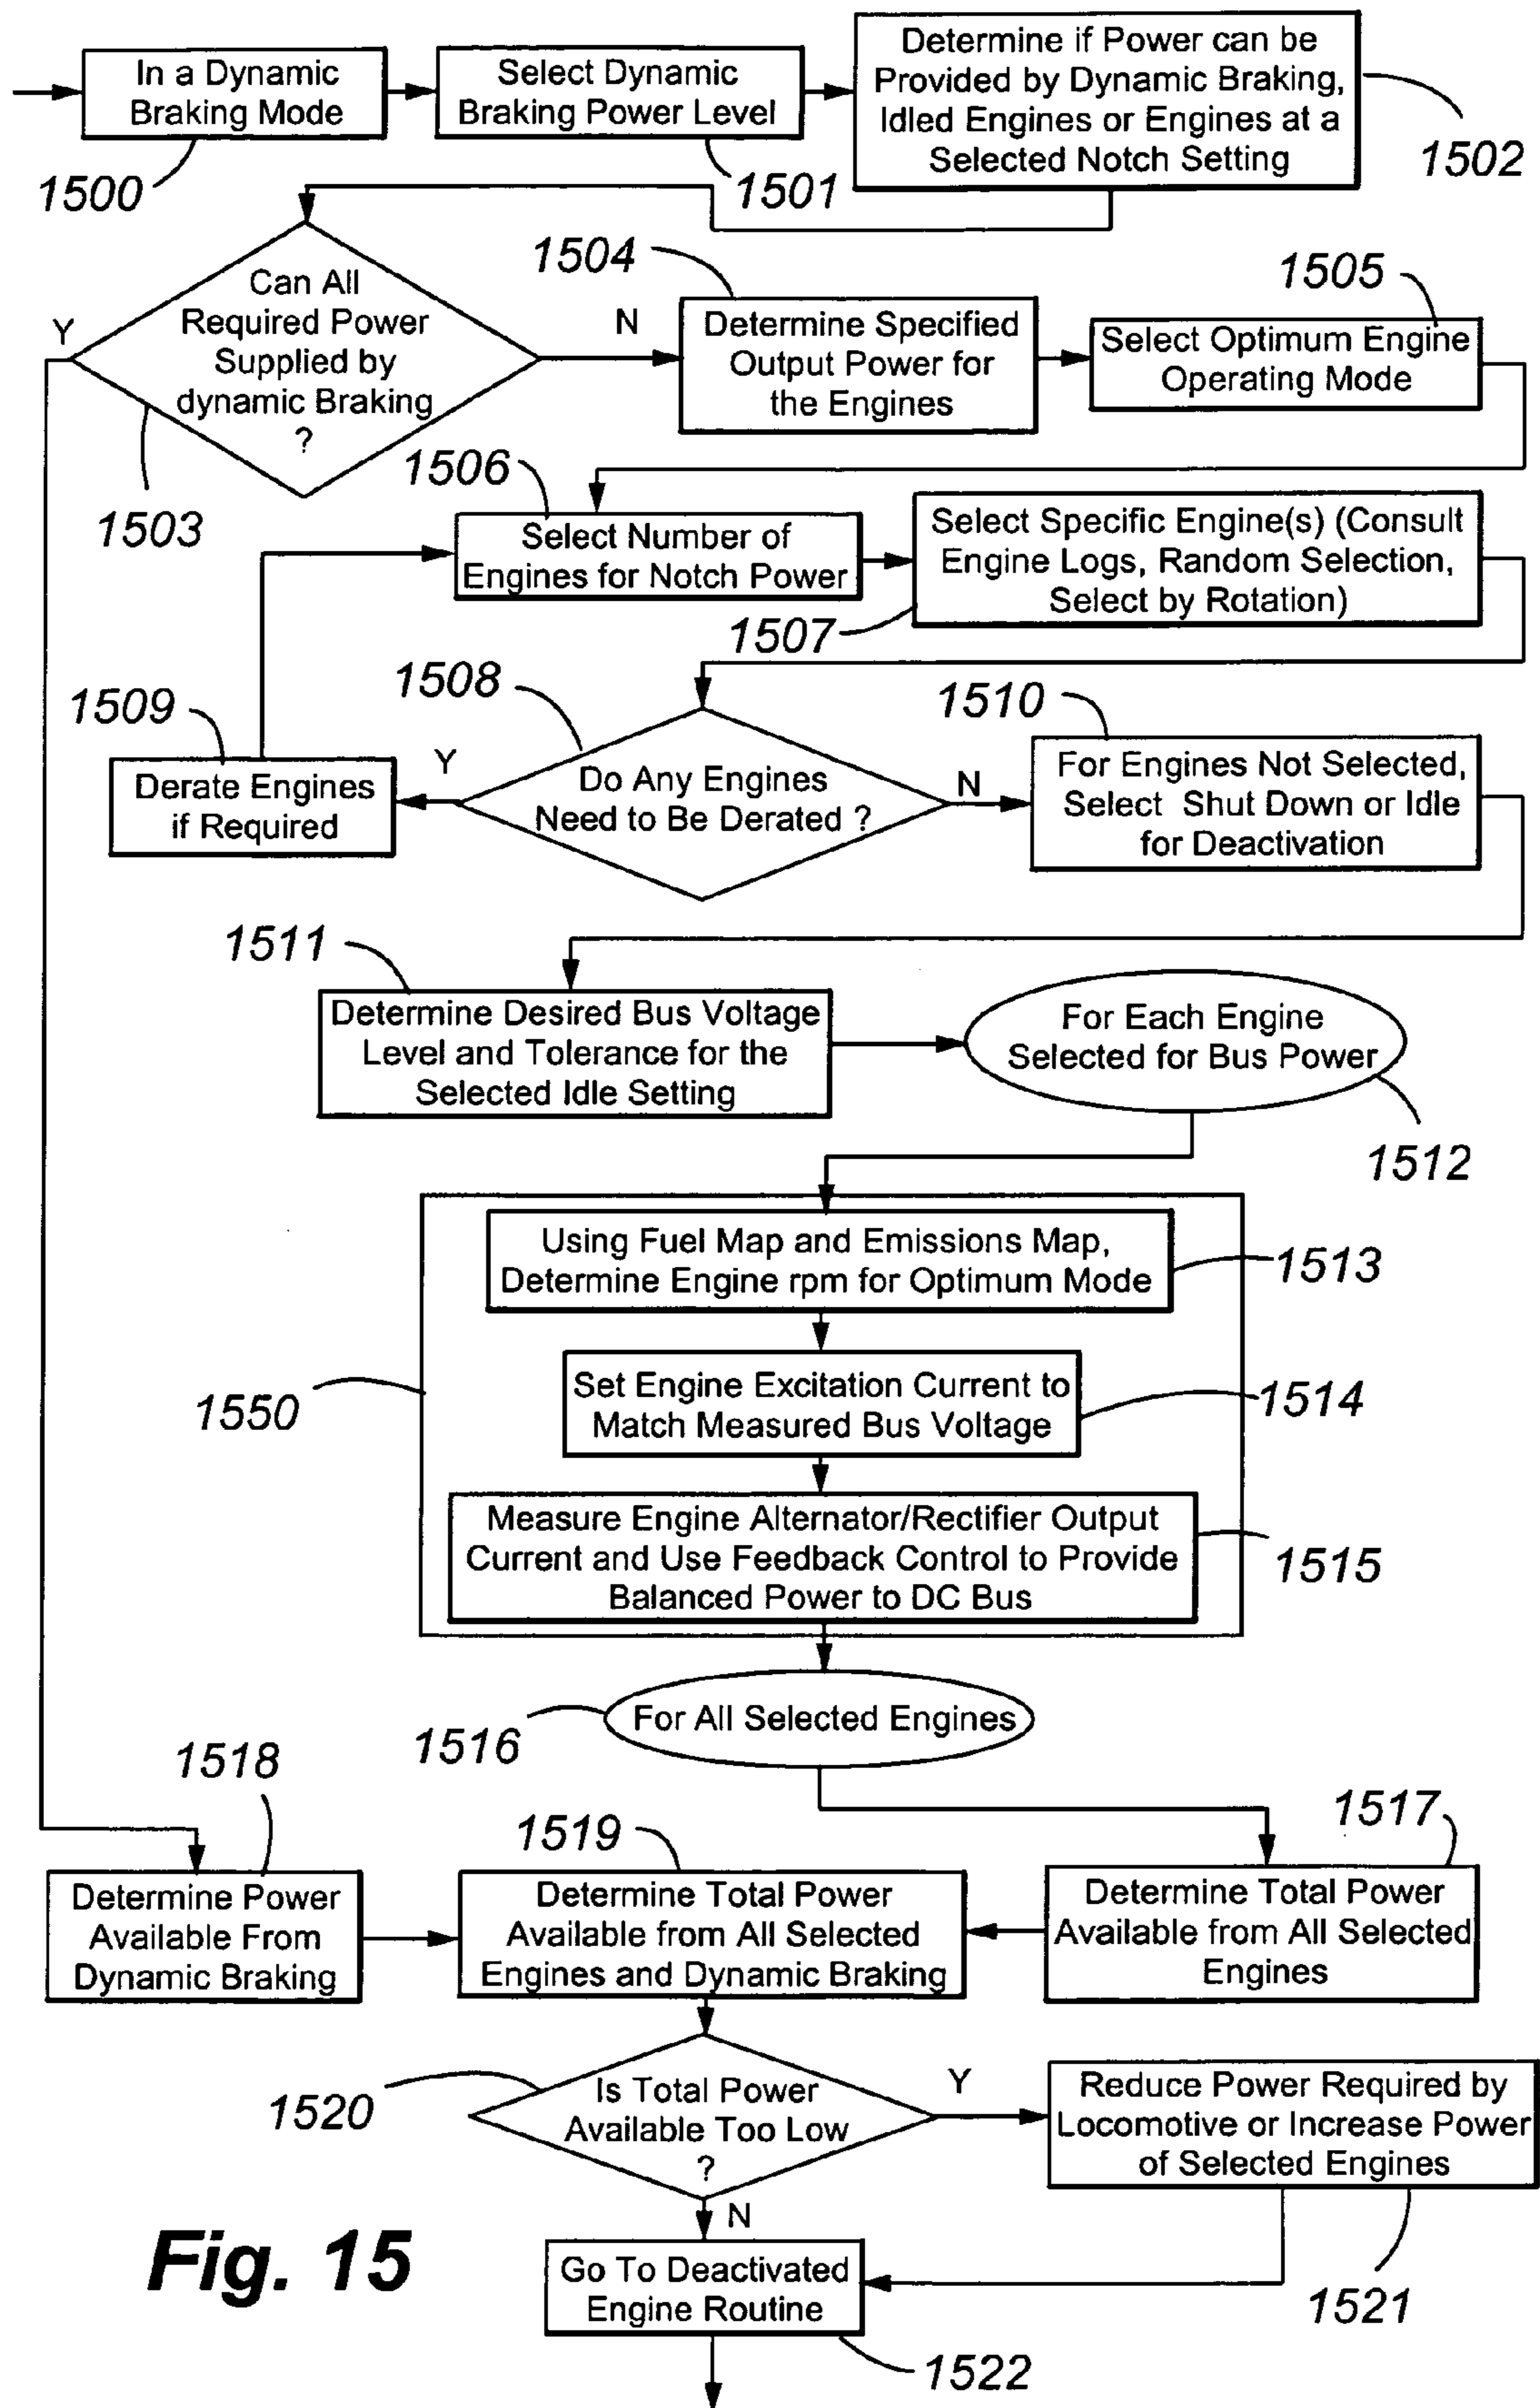 In a Dynamic
Braking Mode
1500
Select Dynamic
Braking Power Level
1501
Determine if Power can be
Provided by Dynamic Braking,
Idled Engines or Engines at a
Selected Notch Setting
1502
Can All
Required Power
Supplied by
dynamic Braking
?
Y
N
1503
1504
Determine Specified
Output Power for
the Engines
1505
Select Optimum Engine
Operating Mode
1506
Select Number of
Engines for Notch Power
Select Specific Engine(s) (Consult
Engine Logs, Random Selection,
Select by Rotation)
1507
1508
Do Any Engines
Need to Be Derated ?
Y
N
1509
Derate Engines
if Required
1510
For Engines Not Selected,
Select Shut Down or Idle
for Deactivation
1511
Determine Desired Bus Voltage
Level and Tolerance for the
Selected Idle Setting
For Each Engine
Selected for Bus Power
1512
Using Fuel Map and Emissions Map,
Determine Engine rpm for Optimum Mode
1513
1550
Set Engine Excitation Current to
Match Measured Bus Voltage
1514
Measure Engine Alternator/Rectifier Output
Current and Use Feedback Control to Provide
Balanced Power to DC Bus
1515
For All Selected Engines
1516
1518
Determine Power
Available From
Dynamic Braking
1519
Determine Total Power
Available from All Selected
Engines and Dynamic Braking
1517
Determine Total Power
Available from All Selected
Engines
1520
Is Total Power
Available Too Low
?
Y
N
Reduce Power Required by
Locomotive or Increase Power
of Selected Engines
1521
Go To Deactivated
Engine Routine
1522
Fig. 15